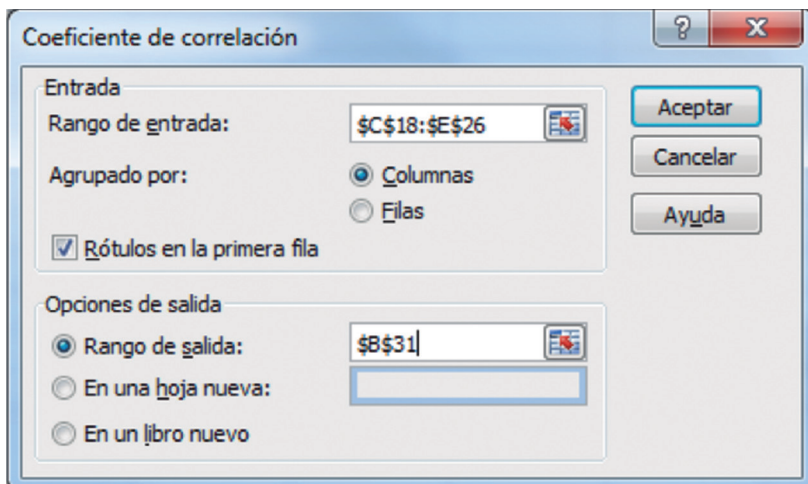 Coeficiente de correlación
Entrada
Rango de entrada: $C$18:$E$26
Agrupado por: Columnas
Filas
Rótulos en la primera fila
Opciones de salida
Rango de salida: $B$31
En una hoja nueva:
En un libro nuevo
Aceptar
Cancelar
Ayuda